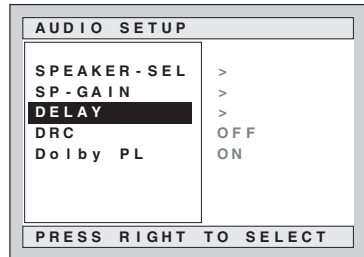 AUDIO SETUP
SPEAKER-SEL >
SP-GAIN >
DELAY >
DRC OFF
Dolby PL ON
PRESS RIGHT TO SELECT